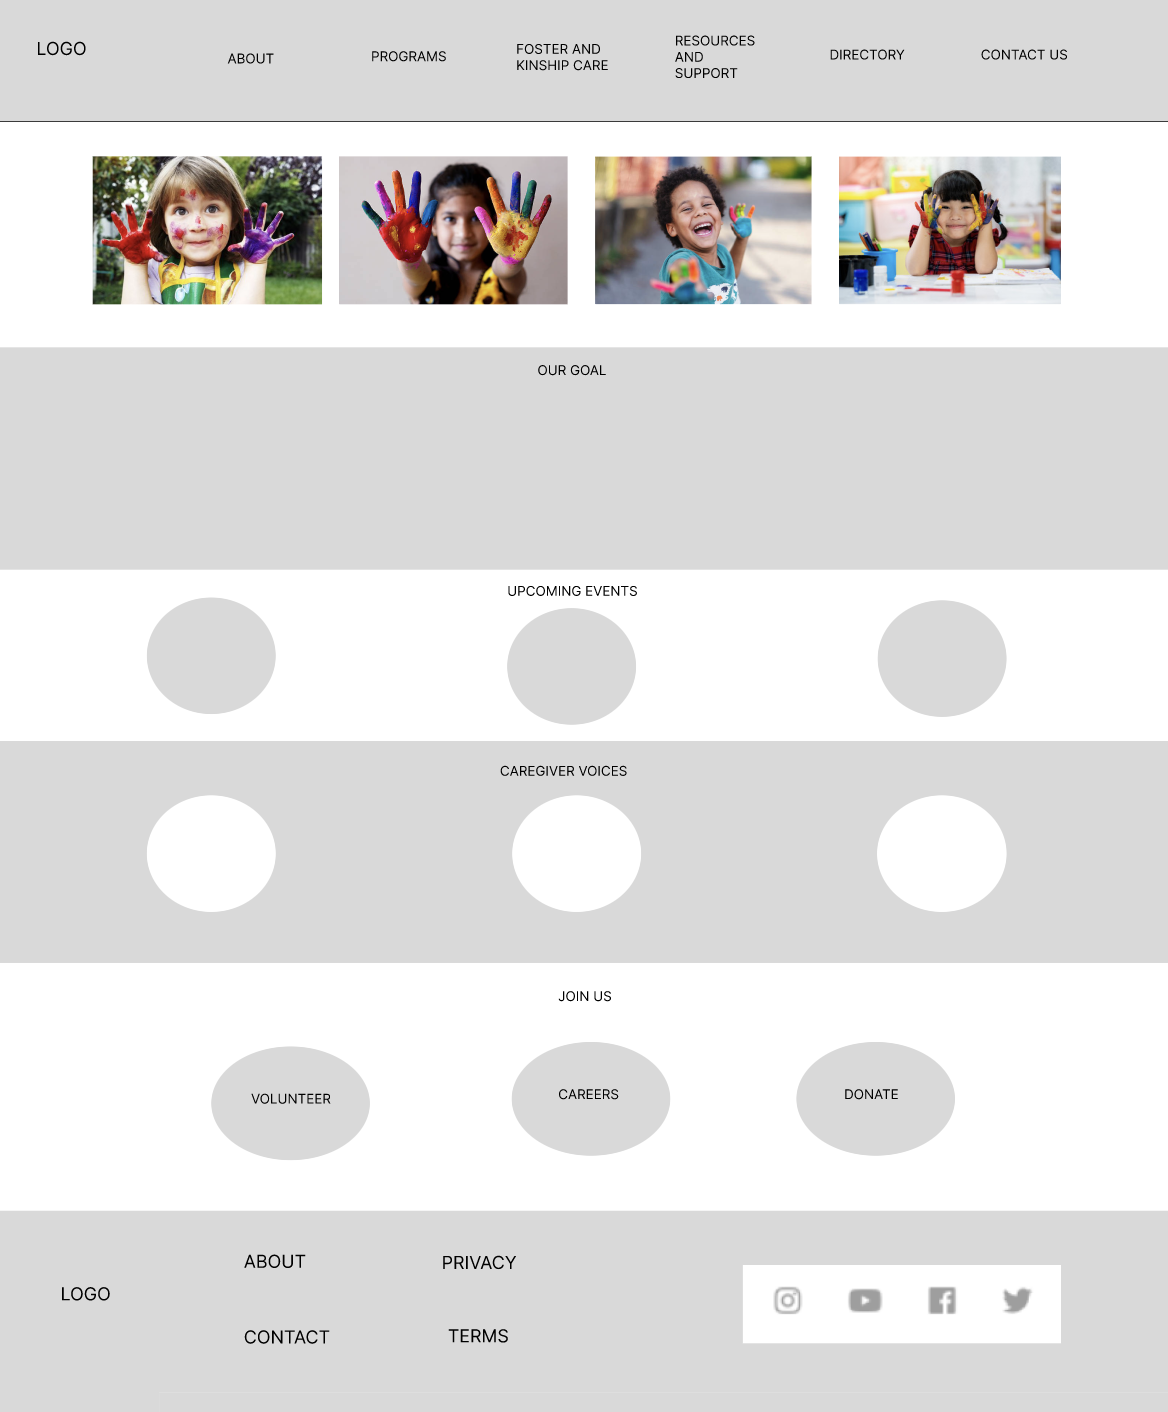 LOGO
ABOUT
PROGRAMS
FOSTER AND
KINSHIP CARE
RESOURCES
AND
SUPPORT
DIRECTORY
CONTACT US
OUR GOAL
UPCOMING EVENTS
CAREGIVER VOICES
JOIN US
VOLUNTEER
CAREERS
DONATE
LOGO
ABOUT
PRIVACY
CONTACT
TERMS